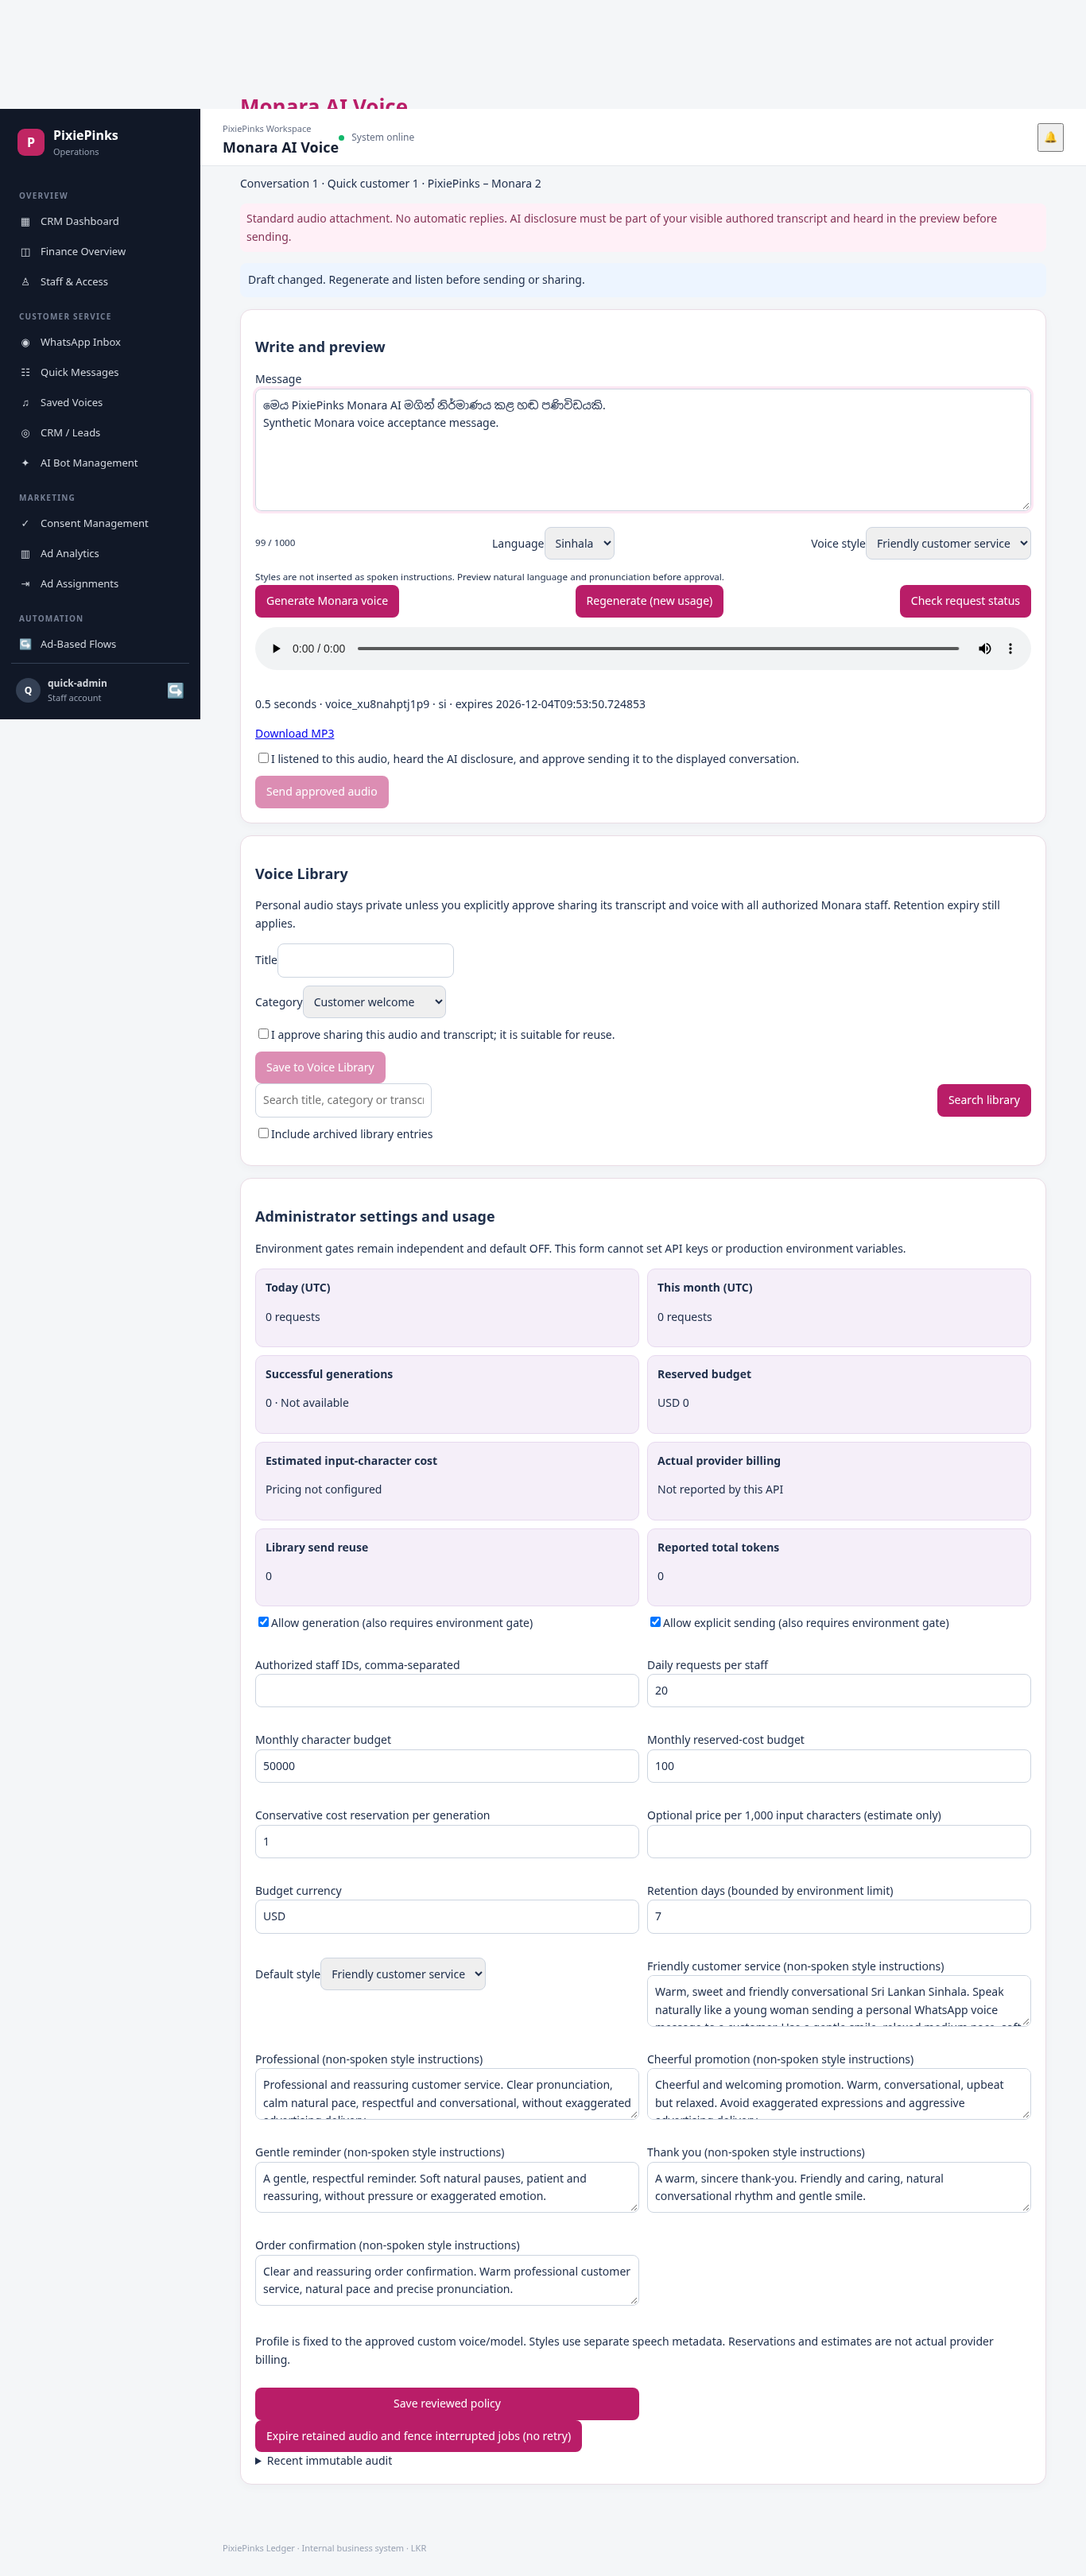 Monara AI Voice
P
PixiePinks
Operations
OVERVIEW
CRM Dashboard
Finance Overview
Staff & Access
CUSTOMER SERVICE
WhatsApp Inbox
Quick Messages
Saved Voices
CRM / Leads
AI Bot Management
MARKETING
Consent Management
Ad Analytics
Ad Assignments
AUTOMATION
Ad-Based Flows
Q
quick-admin
Staff account
PixiePinks Workspace
Monara AI Voice
System online
Conversation 1 · Quick customer 1 · PixiePinks – Monara 2
Standard audio attachment. No automatic replies. AI disclosure must be part of your visible authored transcript and heard in the preview before
sending.
Draft changed. Regenerate and listen before sending or sharing.
Write and preview
Message
මෙය PixiePinks Monara AI මගින් නිර්මාණය කළ හඬ පණිවිඩයකි.
Synthetic Monara voice acceptance message.
99 / 1000
Language Sinhala
Voice style Friendly customer service
Styles are not inserted as spoken instructions. Preview natural language and pronunciation before approval.
Generate Monara voice
Regenerate (new usage)
Check request status
0:00 / 0:00
0.5 seconds · voice_xu8nahptj1p9 · si · expires 2026-12-04T09:53:50.724853
Download MP3
I listened to this audio, heard the AI disclosure, and approve sending it to the displayed conversation.
Send approved audio
Voice Library
Personal audio stays private unless you explicitly approve sharing its transcript and voice with all authorized Monara staff. Retention expiry still
applies.
Title
Category Customer welcome
I approve sharing this audio and transcript; it is suitable for reuse.
Save to Voice Library
Search title, category or transc
Search library
Include archived library entries
Administrator settings and usage
Environment gates remain independent and default OFF. This form cannot set API keys or production environment variables.
Today (UTC)
0 requests
This month (UTC)
0 requests
Successful generations
0 · Not available
Reserved budget
USD 0
Estimated input-character cost
Pricing not configured
Actual provider billing
Not reported by this API
Library send reuse
0
Reported total tokens
0
Allow generation (also requires environment gate)
Allow explicit sending (also requires environment gate)
Authorized staff IDs, comma-separated
Daily requests per staff
20
Monthly character budget
50000
Monthly reserved-cost budget
100
Conservative cost reservation per generation
1
Optional price per 1,000 input characters (estimate only)
Budget currency
USD
Retention days (bounded by environment limit)
7
Default style Friendly customer service
Friendly customer service (non-spoken style instructions)
Warm, sweet and friendly conversational Sri Lankan Sinhala. Speak
naturally like a young woman sending a personal WhatsApp voice
Professional (non-spoken style instructions)
Professional and reassuring customer service. Clear pronunciation,
calm natural pace, respectful and conversational, without exaggerated
Cheerful promotion (non-spoken style instructions)
Cheerful and welcoming promotion. Warm, conversational, upbeat
but relaxed. Avoid exaggerated expressions and aggressive
Gentle reminder (non-spoken style instructions)
A gentle, respectful reminder. Soft natural pauses, patient and
reassuring, without pressure or exaggerated emotion.
Thank you (non-spoken style instructions)
A warm, sincere thank-you. Friendly and caring, natural
conversational rhythm and gentle smile.
Order confirmation (non-spoken style instructions)
Clear and reassuring order confirmation. Warm professional customer
service, natural pace and precise pronunciation.
Profile is fixed to the approved custom voice/model. Styles use separate speech metadata. Reservations and estimates are not actual provider
billing.
Save reviewed policy
Expire retained audio and fence interrupted jobs (no retry)
Recent immutable audit
PixiePinks Ledger · Internal business system · LKR